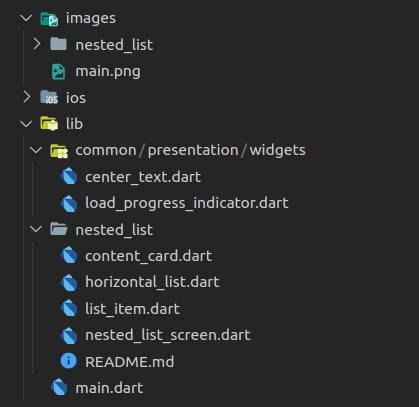 images
nested_list
main.png
iOS ios
lib
common/presentation/widgets
center_text.dart
load_progress_indicator.dart
nested_list
content_card.dart
horizontal_list.dart
list_item.dart
nested_list_screen.dart
README.md
main.dart